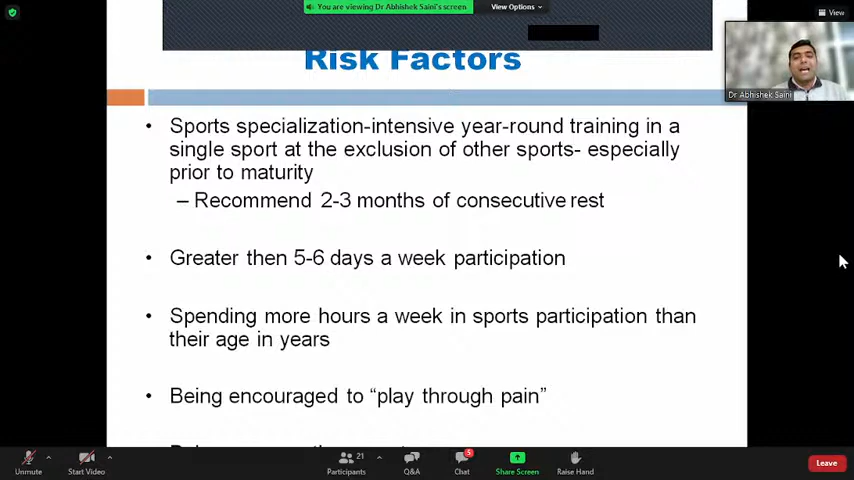 You are viewing Dr Abhishek Saini's screen
View Options
View
Risk Factors
Dr Abhishek Saini
• Sports specialization-intensive year-round training in a
single sport at the exclusion of other sports- especially
prior to maturity
– Recommend 2-3 months of consecutive rest
• Greater then 5-6 days a week participation
• Spending more hours a week in sports participation than
their age in years
• Being encouraged to “play through pain”
Unmute
Start Video
21
Participants
Q&A
5
Chat
Share Screen
Raise Hand
Leave